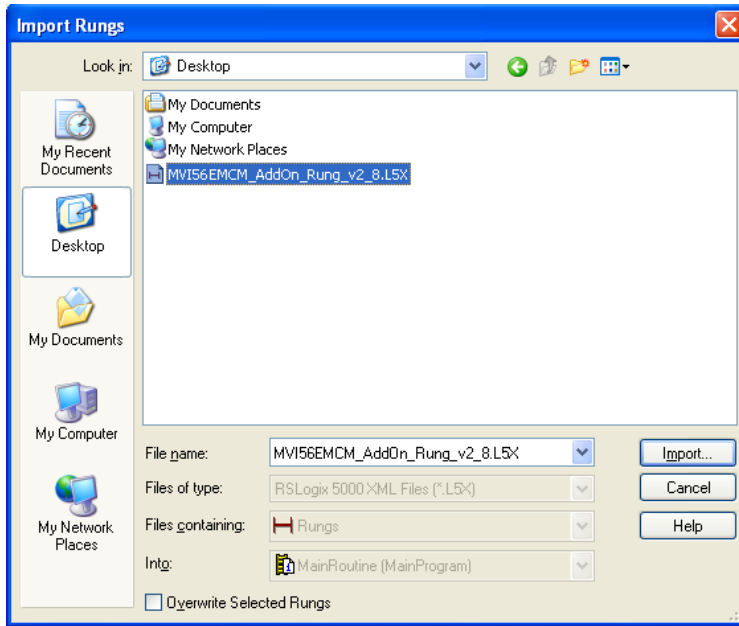 Import Rungs
Look in: Desktop
My Recent
Documents
Desktop
My Documents
My Computer
My Network
Places
My Documents
My Computer
My Network Places
MVI56EMCM_AddOn_Rung_v2_8.L5X
File name: MVI56EMCM_AddOn_Rung_v2_8.L5X Import...
Files of type: RSLogix 5000 XML Files (*.L5X) Cancel
Files containing: Rungs Help
Into: MainRoutine (MainProgram)
Overwrite Selected Rungs